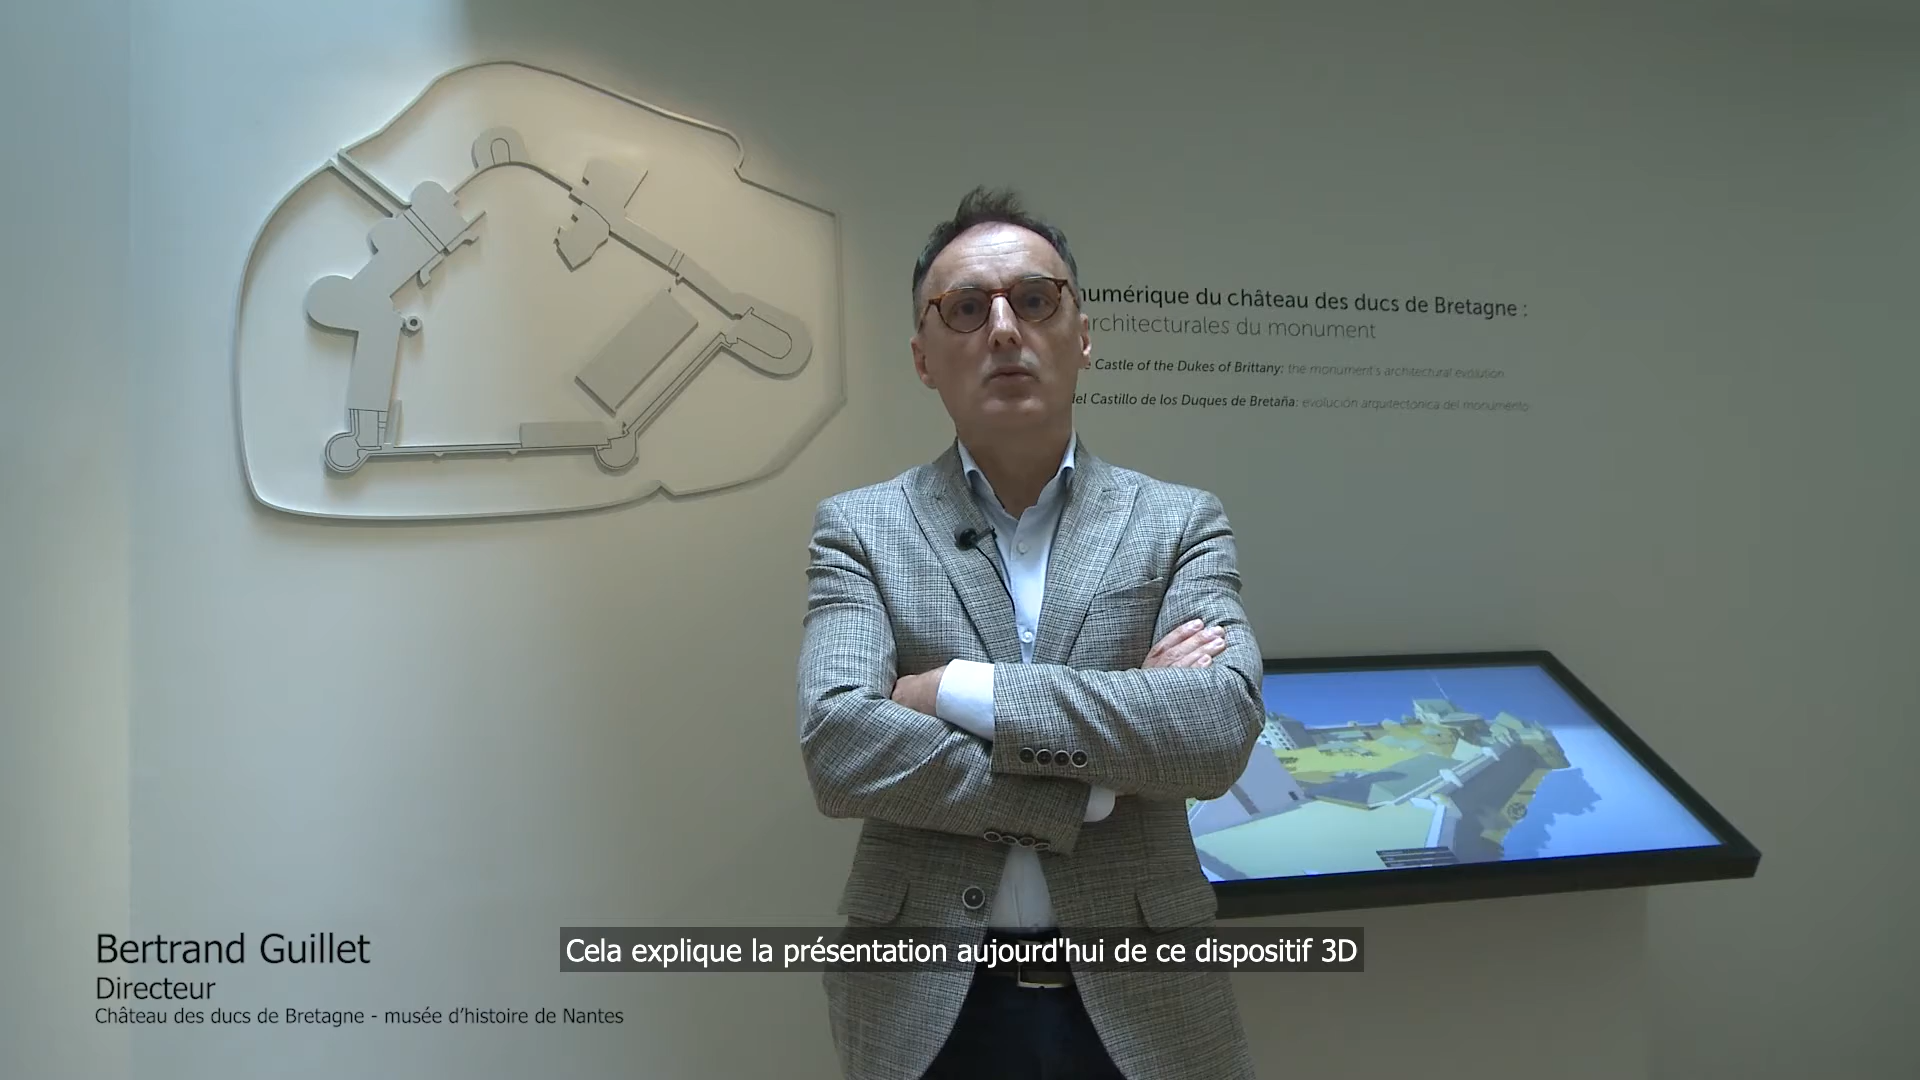 numérique du château des ducs de Bretagne :
architecturales du monument
Castle of the Dukes of Brittany: the monument's architectural evolution
del Castillo de los Duques de Bretaña: evolución arquitectónica del monumento
Bertrand Guillet
Directeur
Château des ducs de Bretagne - musée d'histoire de Nantes
Cela explique la présentation aujourd'hui de ce dispositif 3D